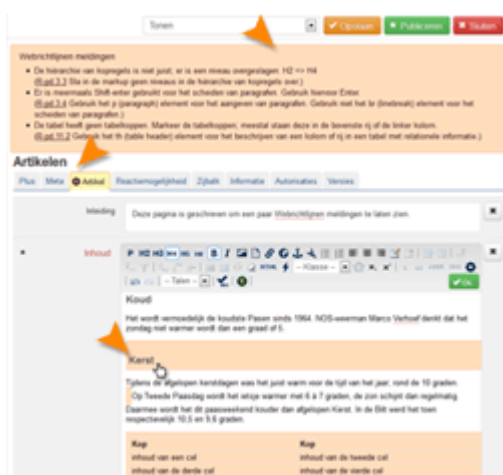 Tonen
Opslaan
Publiceren
Sluiten
Webrichtlijnen meldingen
De hiërarchie van kopregels is niet juist, er is een niveau overgeslagen. H2 => H4
(R-pd.3.3 Sla in de markup geen niveaus in de hiërarchie van kopregels over.)
Er is meermaals Shift-enter gebruikt voor het scheiden van paragrafen. Gebruik hiervoor Enter.
(R-pd.3.4 Gebruik het p (paragraph) element voor het aangeven van paragrafen. Gebruik niet het br (linebreak) element voor het
scheiden van paragrafen.)
De tabel heeft geen tabelkoppen. Markeer de tabelkoppen, meestal staan deze in de bovenste rij of de linker kolom.
(R-pd.11.2 Gebruik het th (table header) element voor het beschrijven van een kolom of rij in een tabel met relationele informatie.)
Artikelen
Plus Meta Artikel Reactiemogelijkheid Zijbalk Informatie Autorisaties Versies
Inleiding
Deze pagina is geschreven om een paar Webrichtlijnen meldingen te laten zien.
Inhoud
P H2 H3 H4 H5 H6 B I
HTML -- Klasse --
-- Talen --
Ok
Koud
Het wordt vermoedelijk de koudste Pasen sinds 1964. NOS-weerman Marco Verhoef denkt dat het
zondag niet warmer wordt dan een graad of 5.
Kerst
Tijdens de afgelopen kerstdagen was het juist warm voor de tijd van het jaar, rond de 10 graden.
Op Tweede Paasdag wordt het ietsje warmer met 6 à 7 graden, de zon schijnt dan regelmatig.
Daarmee wordt het dit paasweekend kouder dan afgelopen Kerst. In de Bilt werd het toen
respectievelijk 10,5 en 9,6 graden.
Kop Kop
inhoud van een cel inhoud van de tweede cel
inhoud van de derde cel inhoud van de vierde cel